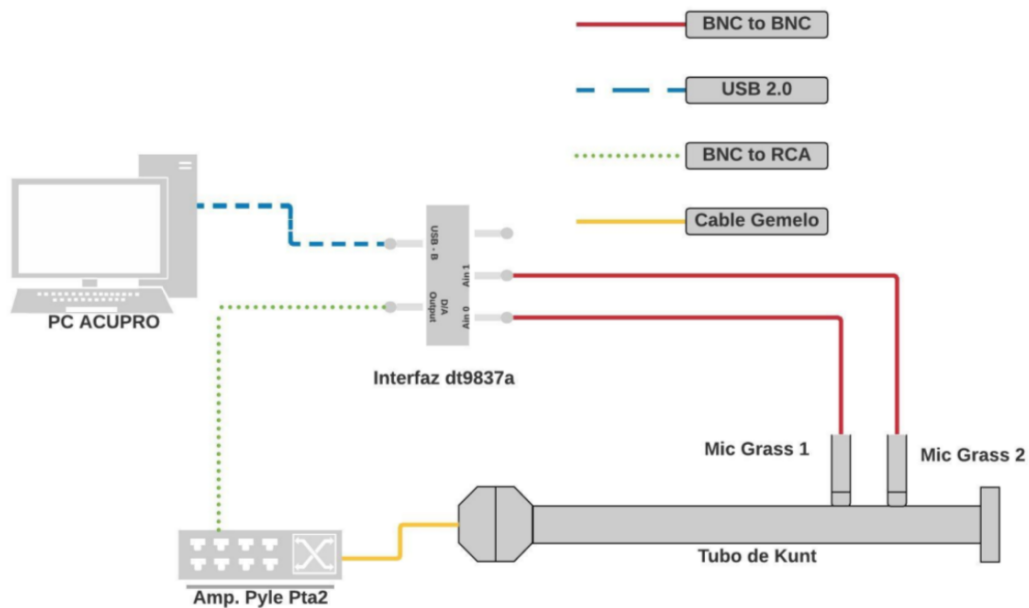 BNC to BNC
USB 2.0
BNC to RCA
Cable Gemelo
PC ACUPRO
USB - B
D/A
Output
Ain 1
Ain 0
Interfaz dt9837a
Mic Grass 1
Mic Grass 2
Tubo de Kunt
Amp. Pyle Pta2